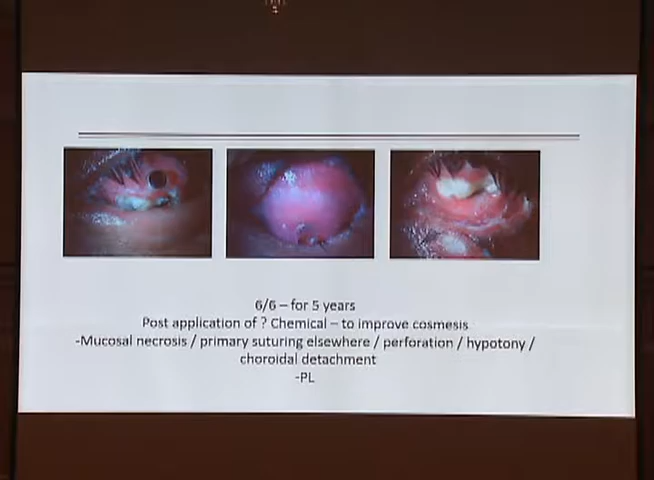 6/6 – for 5 years
Post application of ? Chemical – to improve cosmesis
-Mucosal necrosis / primary suturing elsewhere / perforation / hypotony /
choroidal detachment
-PL